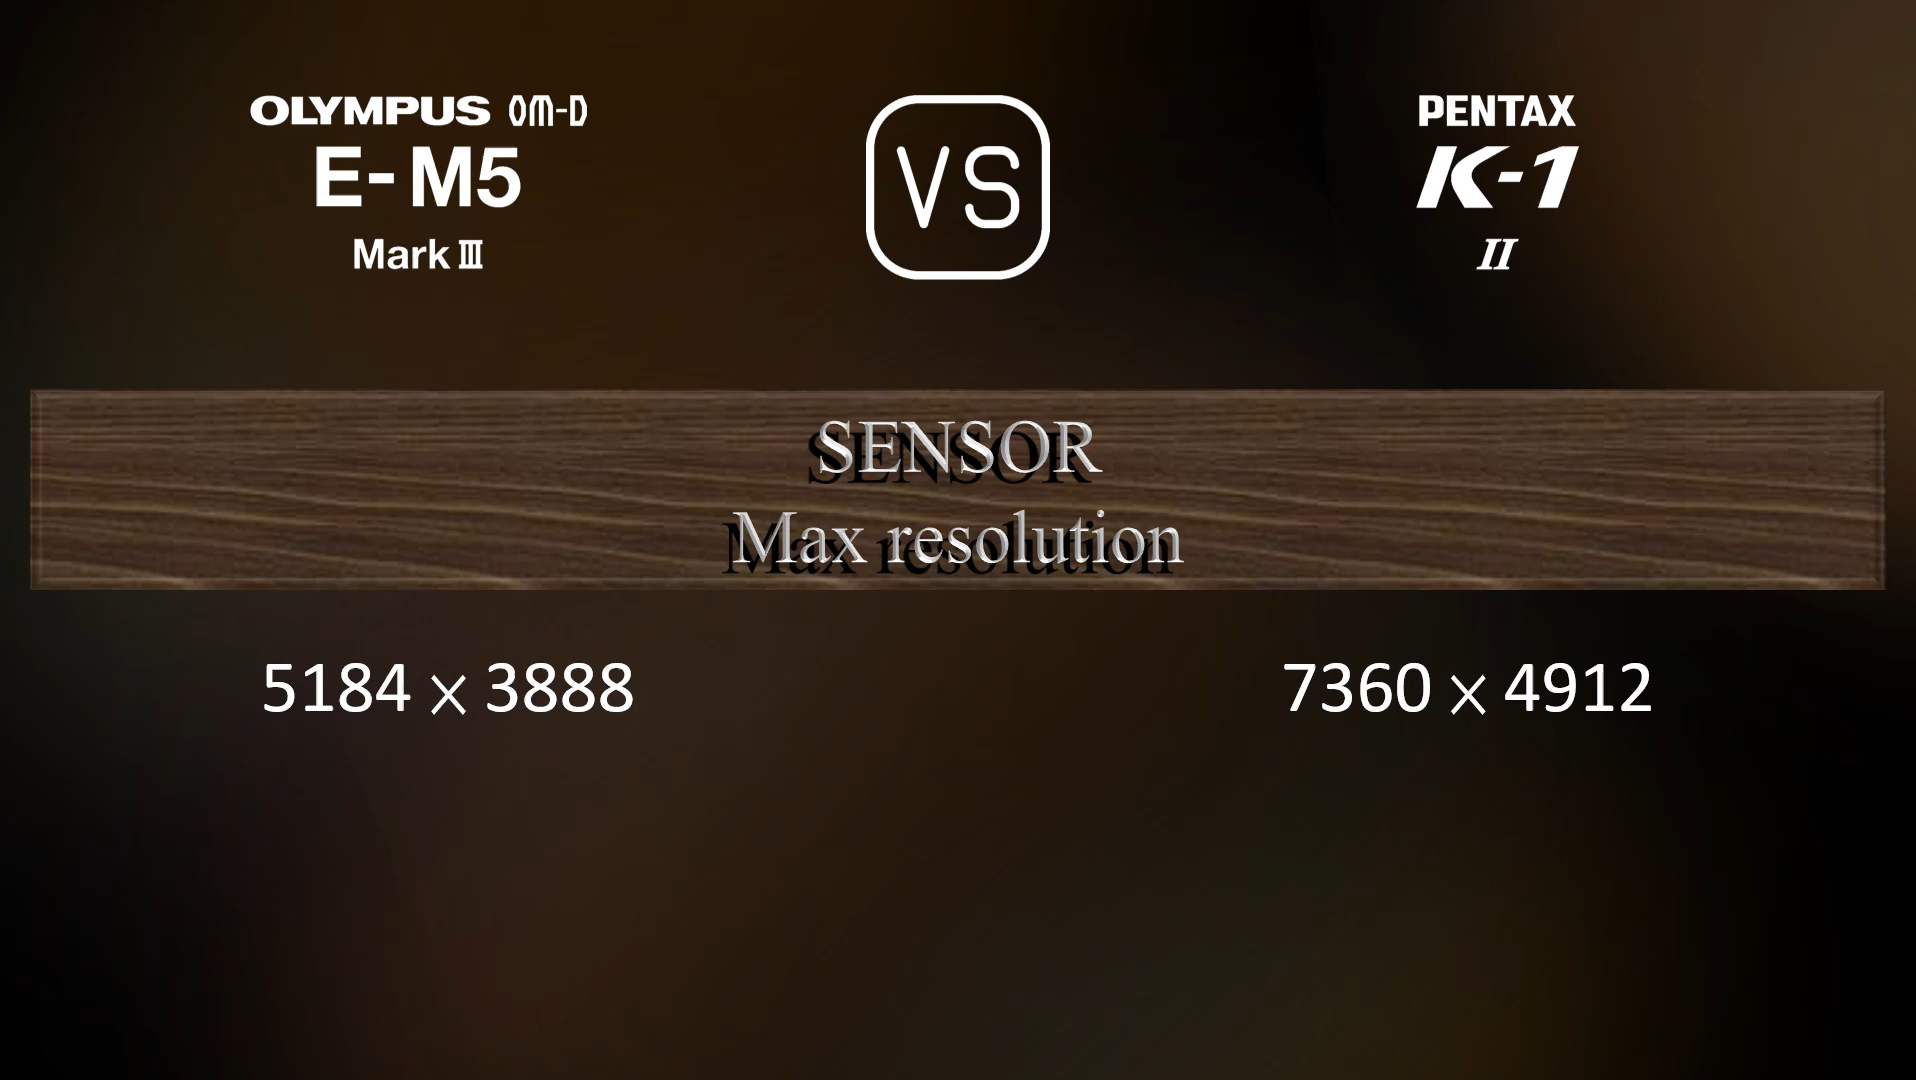 OLYMPUS OM-D
E-M5
Mark III
VS
PENTAX
K-1
II
SENSOR
Max resolution
5184 x 3888
7360 x 4912